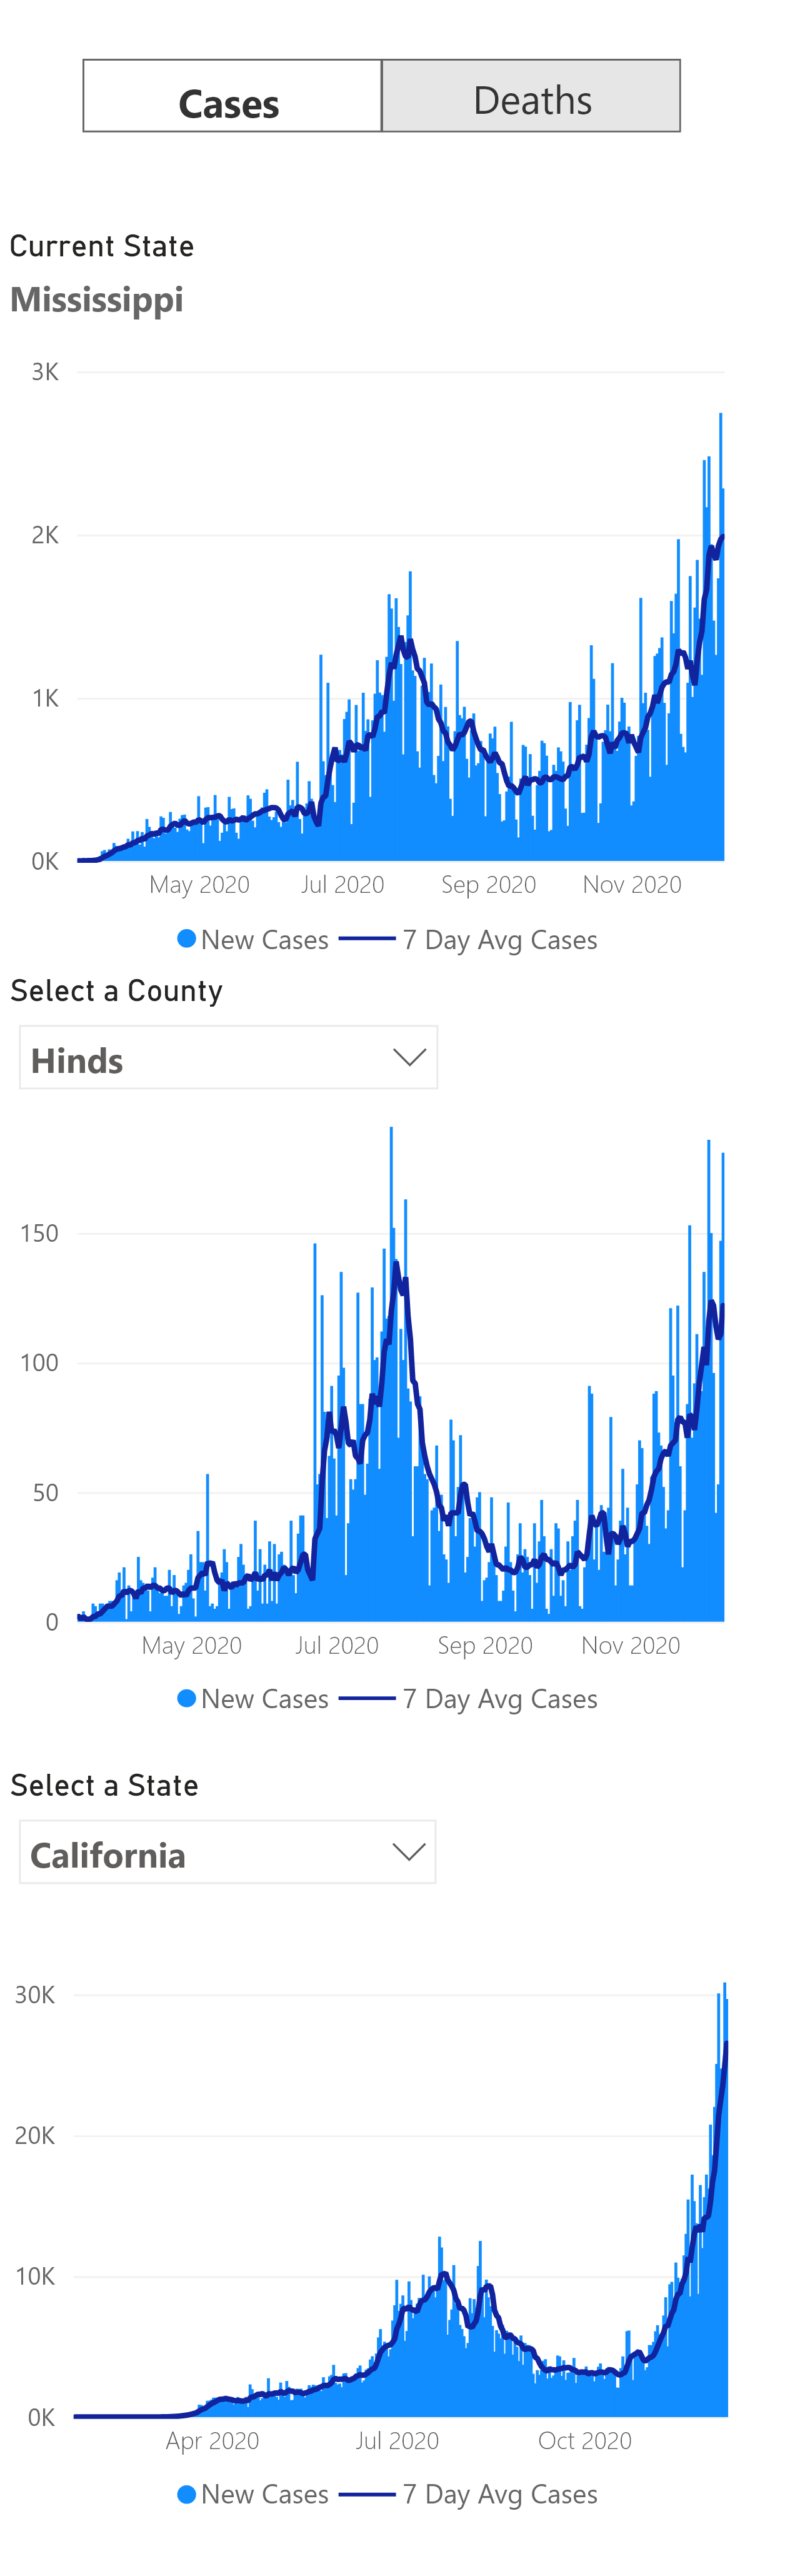 Cases Deaths
Current State
Mississippi
3K
2K
1K
0K
May 2020 Jul 2020 Sep 2020 Nov 2020
New Cases 7 Day Avg Cases
Select a County
Hinds
150
100
50
0
May 2020 Jul 2020 Sep 2020 Nov 2020
New Cases 7 Day Avg Cases
Select a State
California
30K
20K
10K
0K
Apr 2020 Jul 2020 Oct 2020
New Cases 7 Day Avg Cases